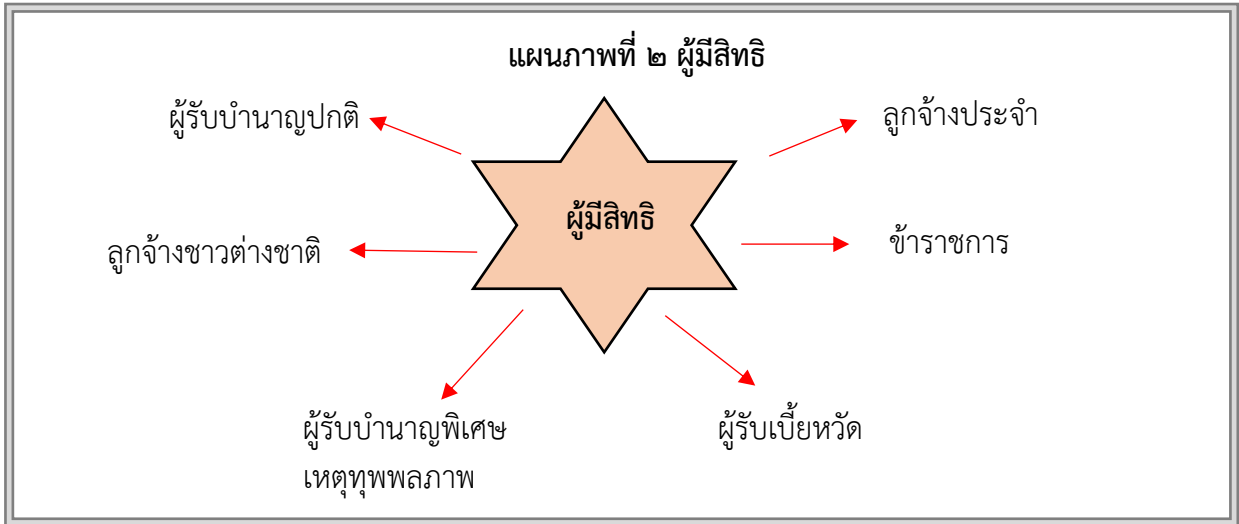 แผนภาพที่ ๒ ผู้มีสิทธิ
ผู้รับบำนาญปกติ
ลูกจ้างประจำ
ผู้มีสิทธิ
ลูกจ้างชาวต่างชาติ
ข้าราชการ
ผู้รับบำนาญพิเศษ
เหตุทุพพลภาพ
ผู้รับเบี้ยหวัด